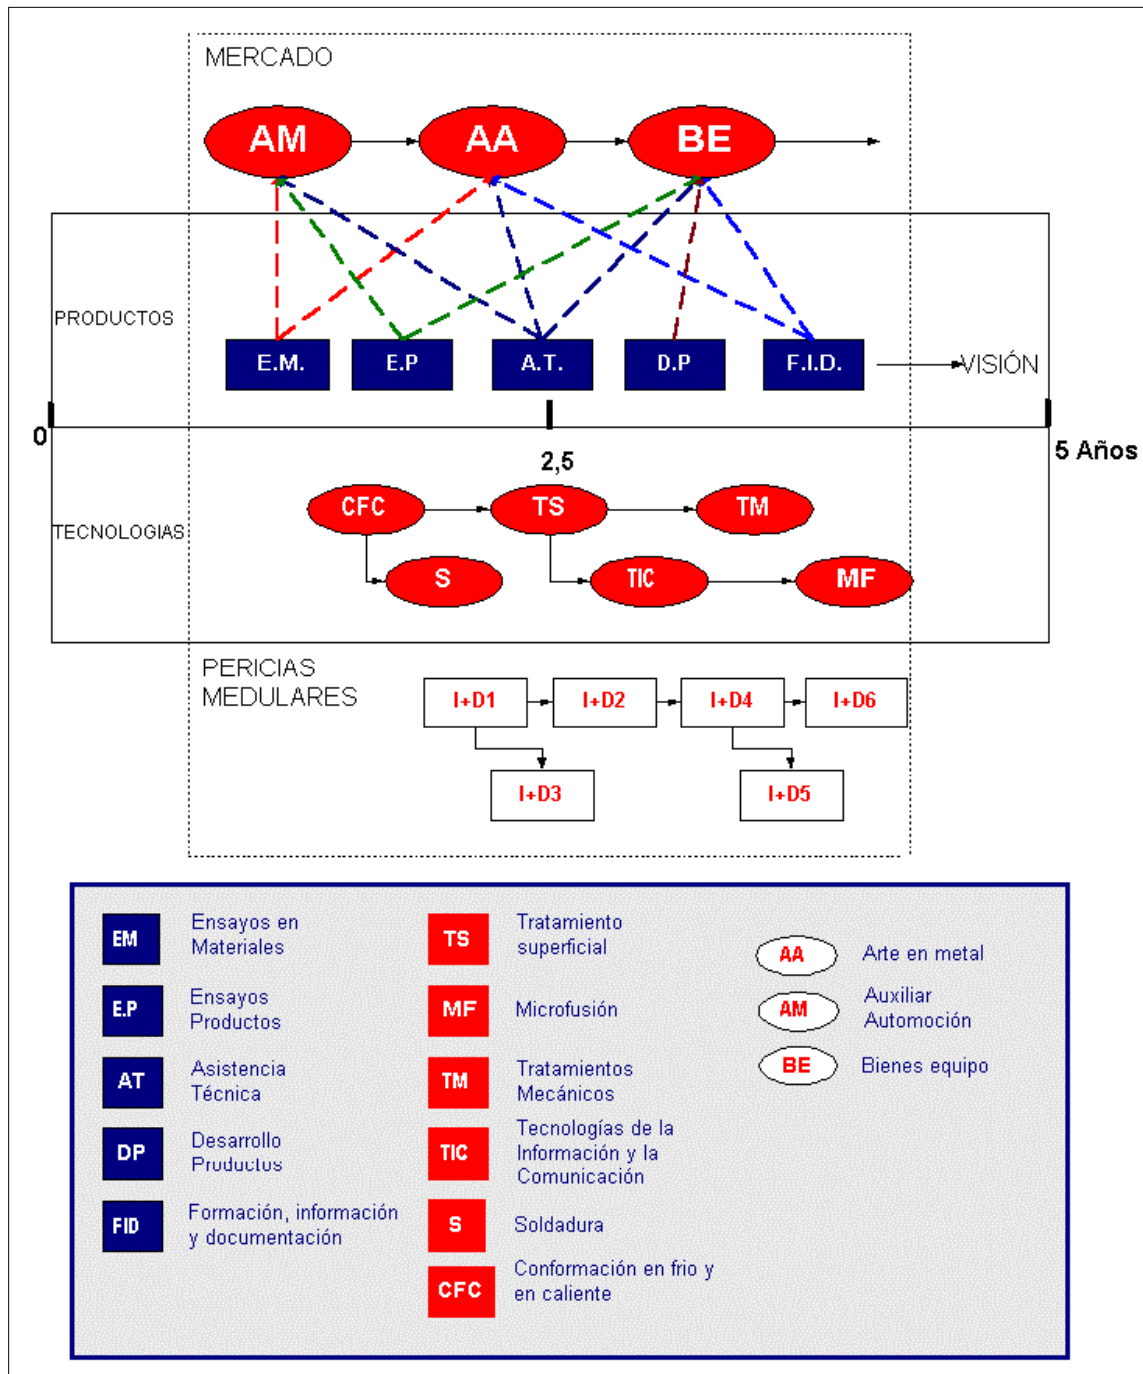 MERCADO
AM
AA
BE
PRODUCTOS
E.M.
E.P
A.T.
D.P
F.I.D.
VISIÓN
0
2,5
5 Años
TECNOLOGIAS
CFC
TS
TM
S
TIC
MF
PERICIAS
MEDULARES
I+D1
I+D2
I+D4
I+D6
I+D3
I+D5
EM
Ensayos en
Materiales
E.P
Ensayos
Productos
AT
Asistencia
Técnica
DP
Desarrollo
Productos
FID
Formación, información
y documentación
TS
Tratamiento
superficial
MF
Microfusión
TM
Tratamientos
Mecánicos
TIC
Tecnologías de la
Información y la
Comunicación
S
Soldadura
CFC
Conformación en frio y
en caliente
AA
Arte en metal
AM
Auxiliar
Automoción
BE
Bienes equipo